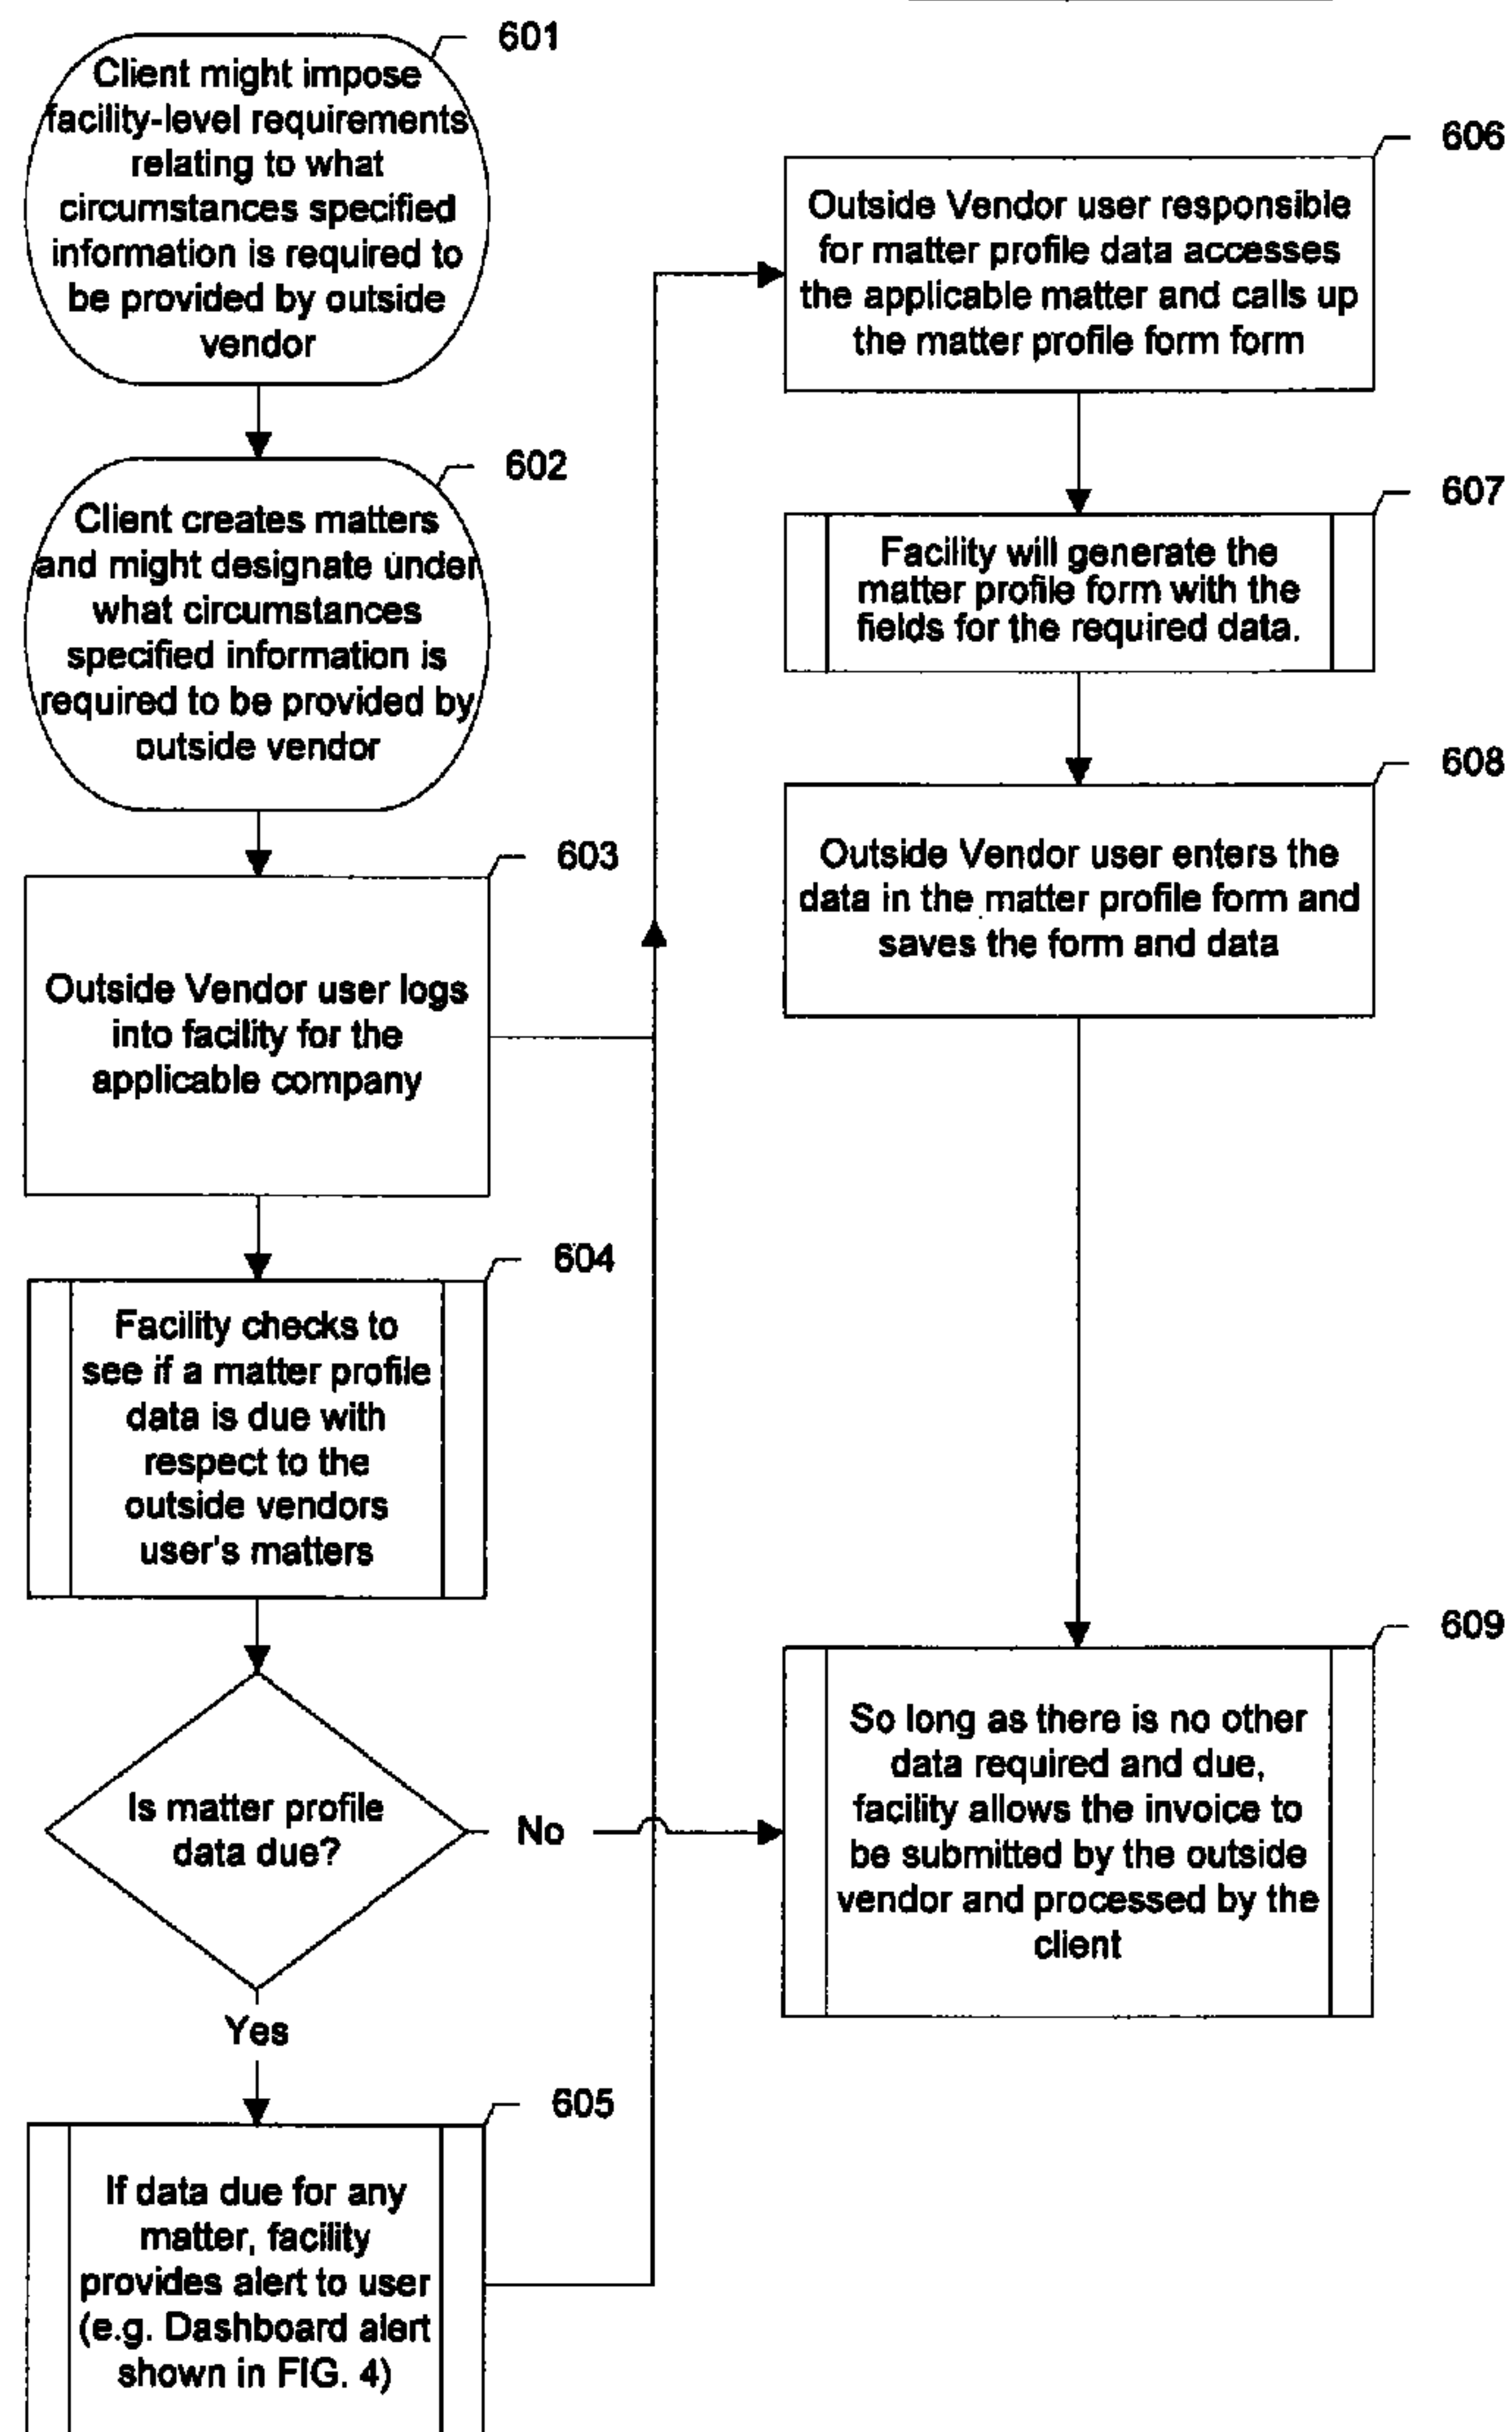 601
Client might impose
facility-level requirements
relating to what
circumstances specified
information is required to
be provided by outside
vendor
602
Client creates matters
and might designate under
what circumstances
specified information is
required to be provided by
outside vendor
603
Outside Vendor user logs
into facility for the
applicable company
604
Facility checks to
see if a matter profile
data is due with
respect to the
outside vendors
user's matters
Is matter profile
data due?
No
Yes
605
If data due for any
matter, facility
provides alert to user
(e.g. Dashboard alert
shown in FIG. 4)
606
Outside Vendor user responsible
for matter profile data accesses
the applicable matter and calls up
the matter profile form form
607
Facility will generate the
matter profile form with the
fields for the required data.
608
Outside Vendor user enters the
data in the matter profile form and
saves the form and data
609
So long as there is no other
data required and due,
facility allows the invoice to
be submitted by the outside
vendor and processed by the
client